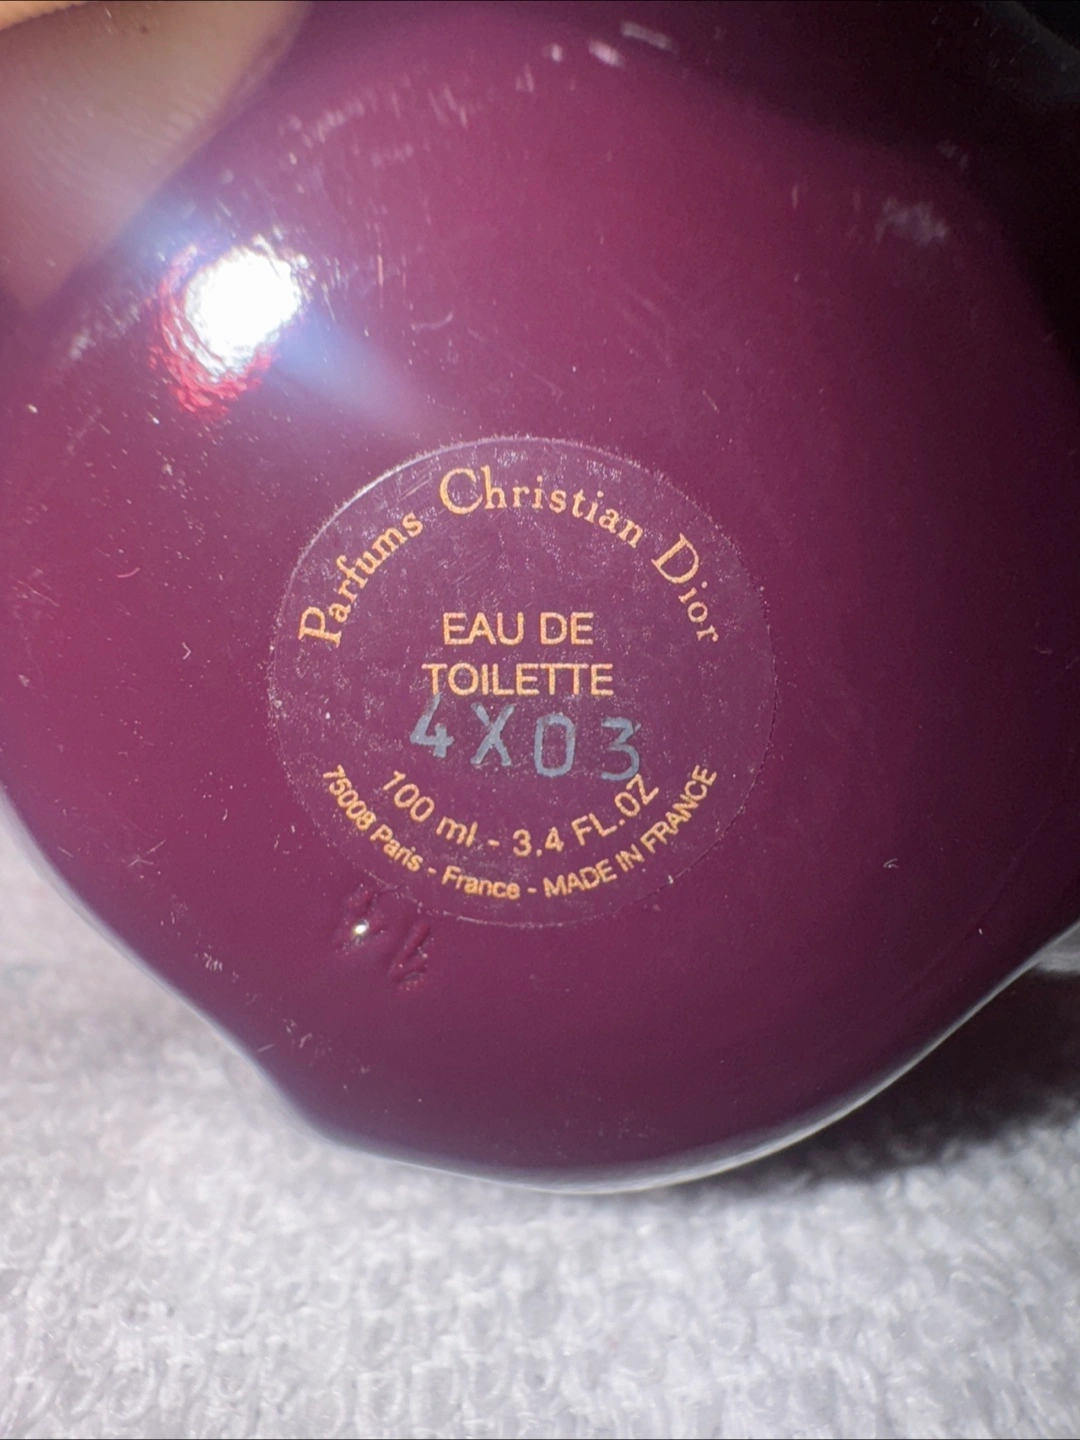 Parfums Christian Dior
EAU DE
TOILETTE
4X03
100 ml - 3.4 FL.OZ
75008 Paris - France - MADE IN FRANCE